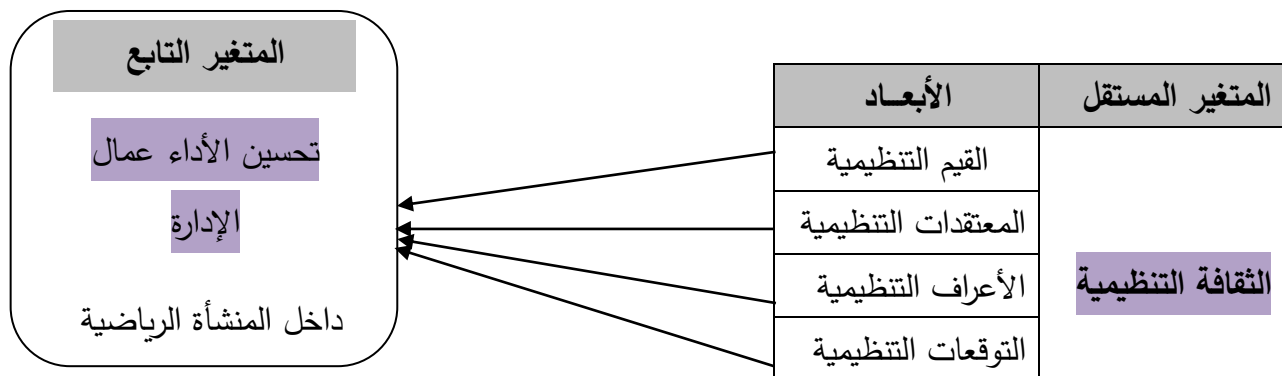 المتغير المستقل
الأبعــاد
الثقافة التنظيمية
القيم التنظيمية
المعتقدات التنظيمية
الأعراف التنظيمية
التوقعات التنظيمية
المتغير التابع
تحسين الأداء عمال
الإدارة
داخل المنشأة الرياضية